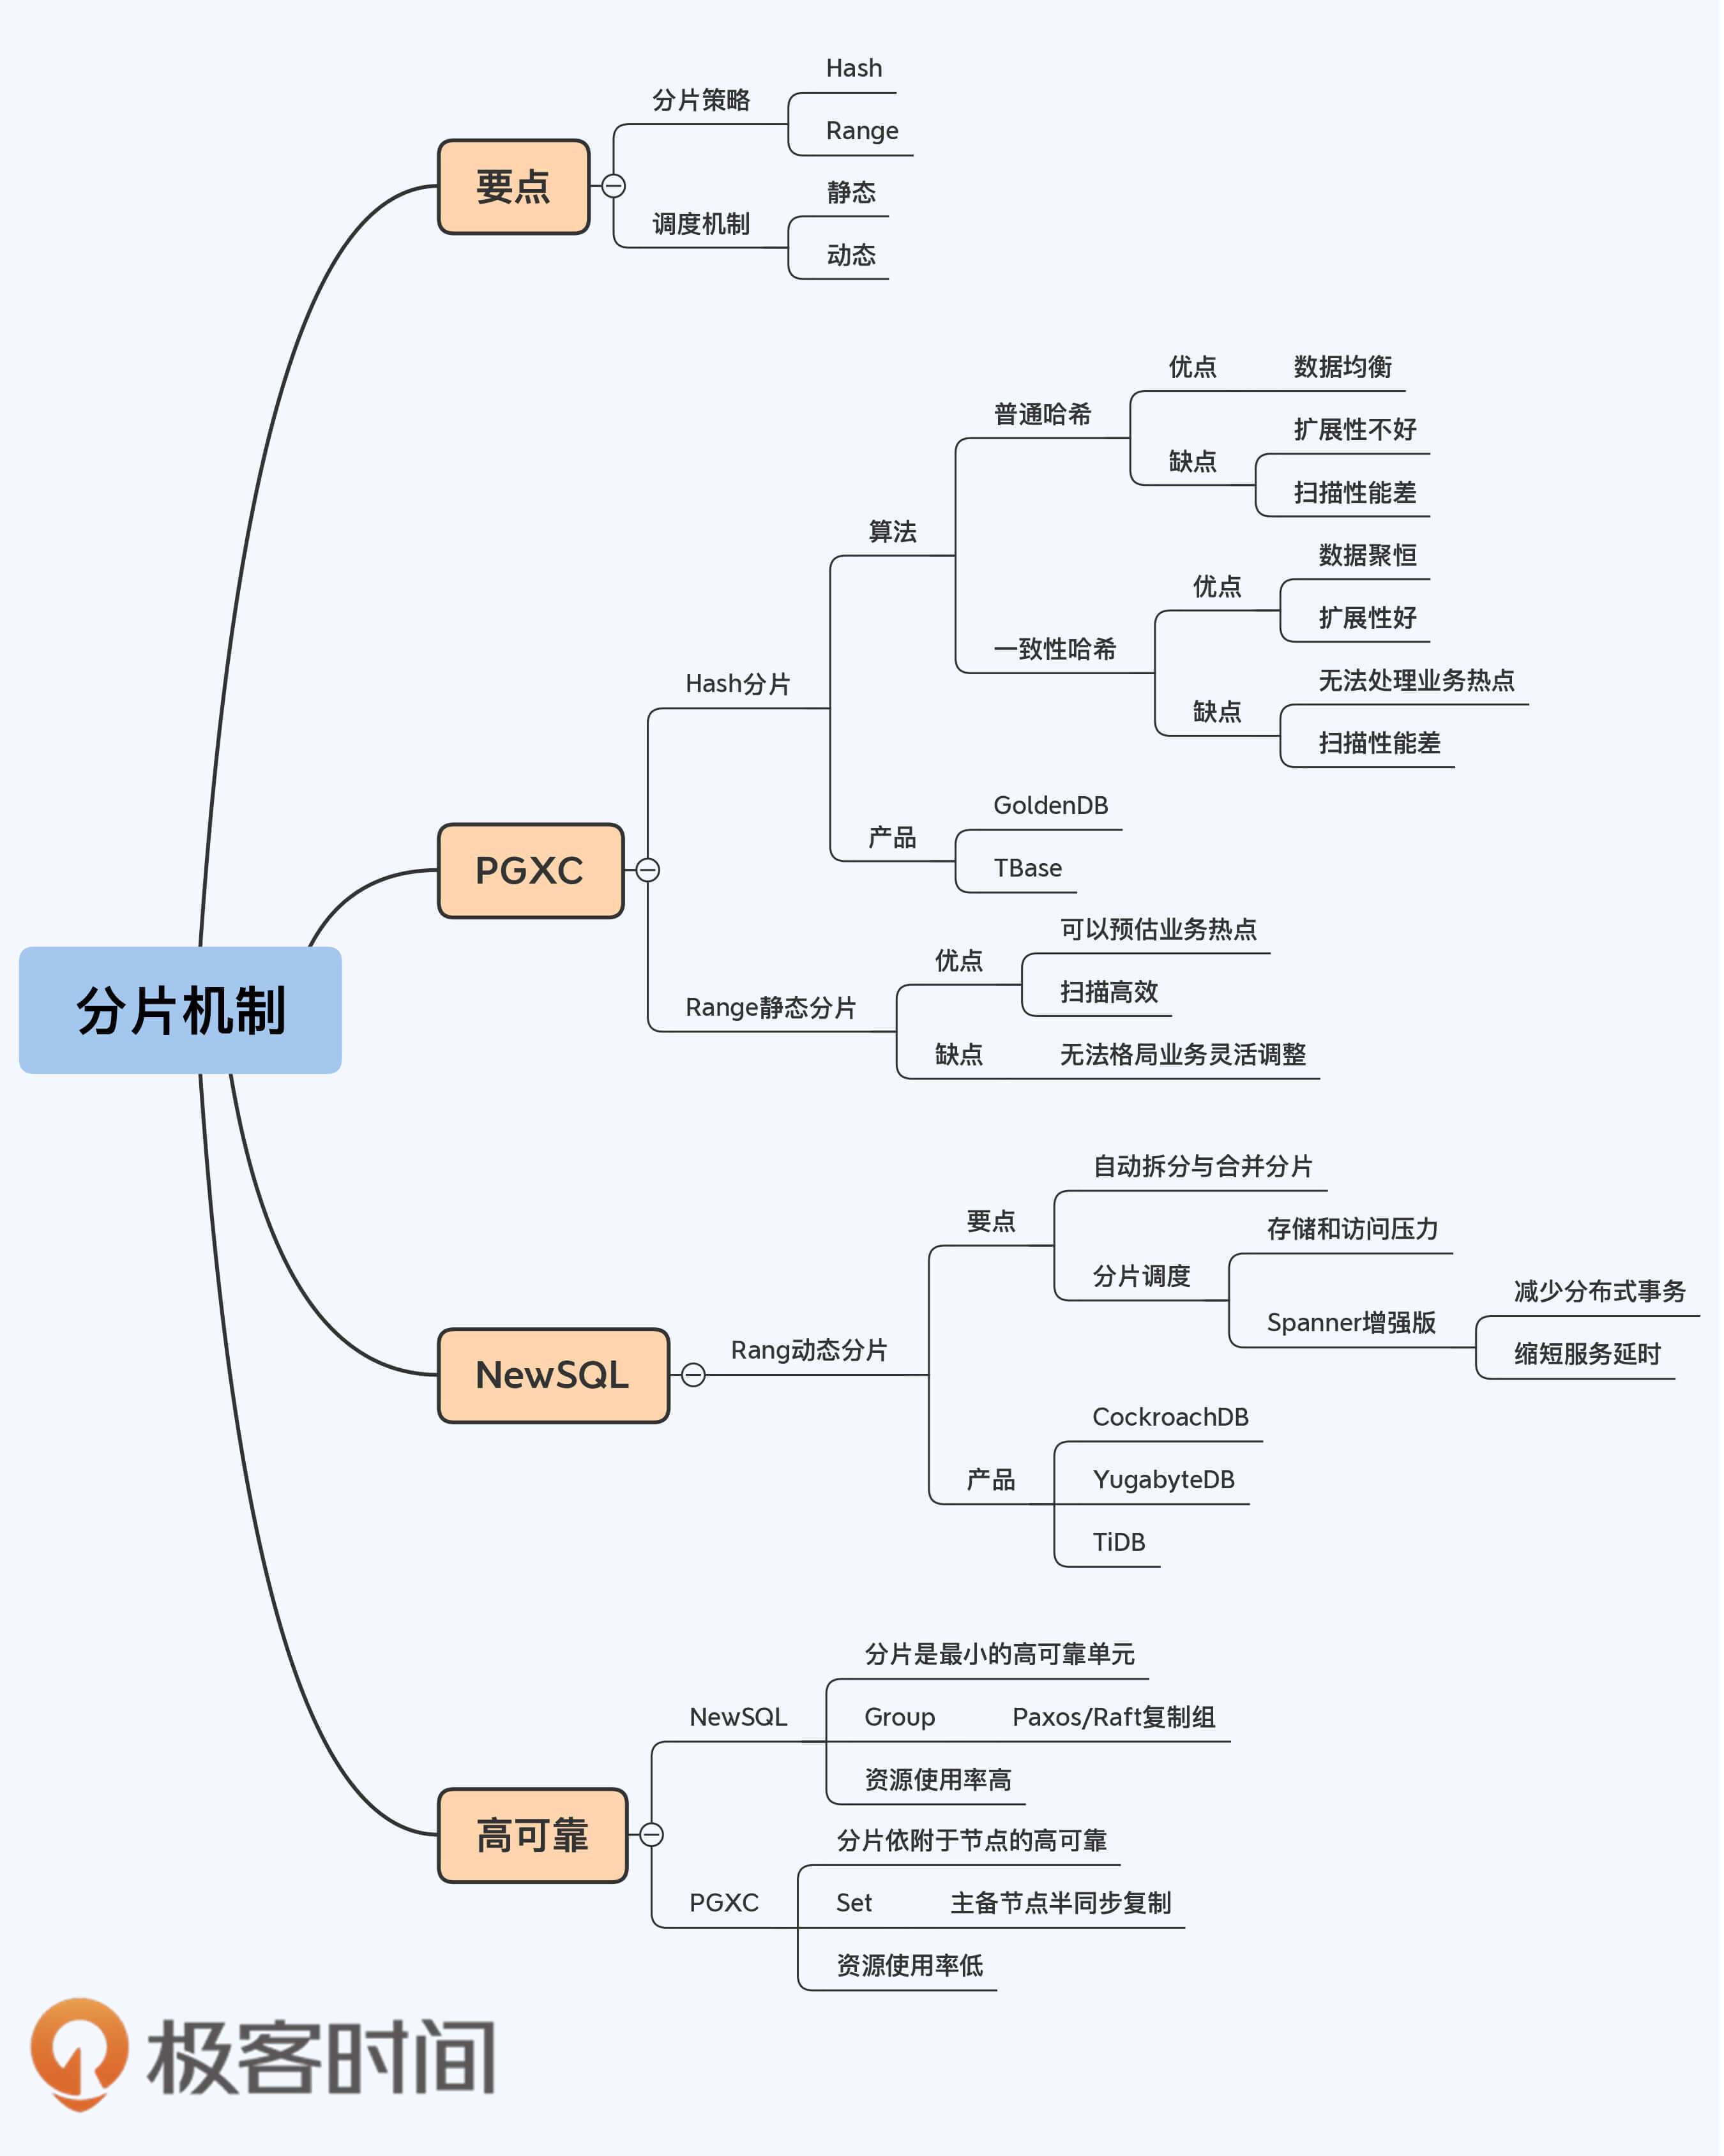 分片机制
要点
分片策略
Hash
Range
调度机制
静态
动态
PGXC
Hash分片
算法
普通哈希
优点
数据均衡
缺点
扩展性不好
扫描性能差
一致性哈希
优点
数据聚恒
扩展性好
缺点
无法处理业务热点
扫描性能差
产品
GoldenDB
TBase
Range静态分片
优点
可以预估业务热点
扫描高效
缺点
无法格局业务灵活调整
NewSQL
Rang动态分片
要点
自动拆分与合并分片
分片调度
存储和访问压力
Spanner增强版
减少分布式事务
缩短服务延时
产品
CockroachDB
YugabyteDB
TiDB
高可靠
NewSQL
分片是最小的高可靠单元
Group
Paxos/Raft复制组
资源使用率高
PGXC
分片依附于节点的高可靠
Set
主备节点半同步复制
资源使用率低
极客时间